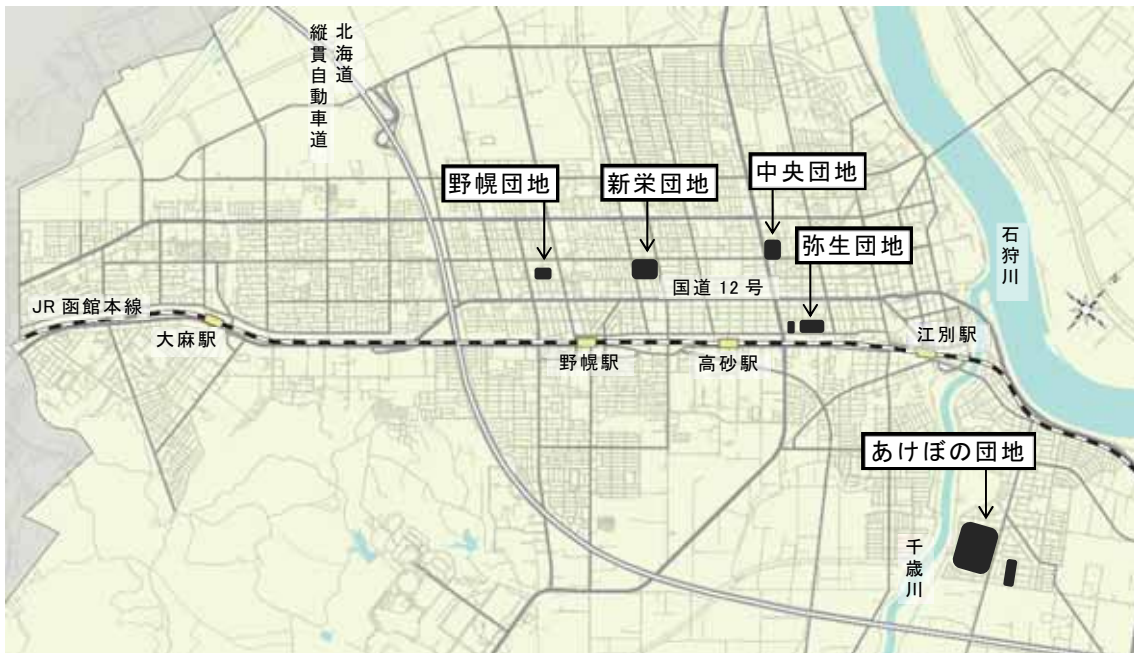 北海道
縦貫自動車道
野幌団地
新栄団地
中央団地
弥生団地
石狩川
国道 12 号
JR 函館本線
大麻駅
野幌駅
高砂駅
江別駅
あけぼの団地
千歳川